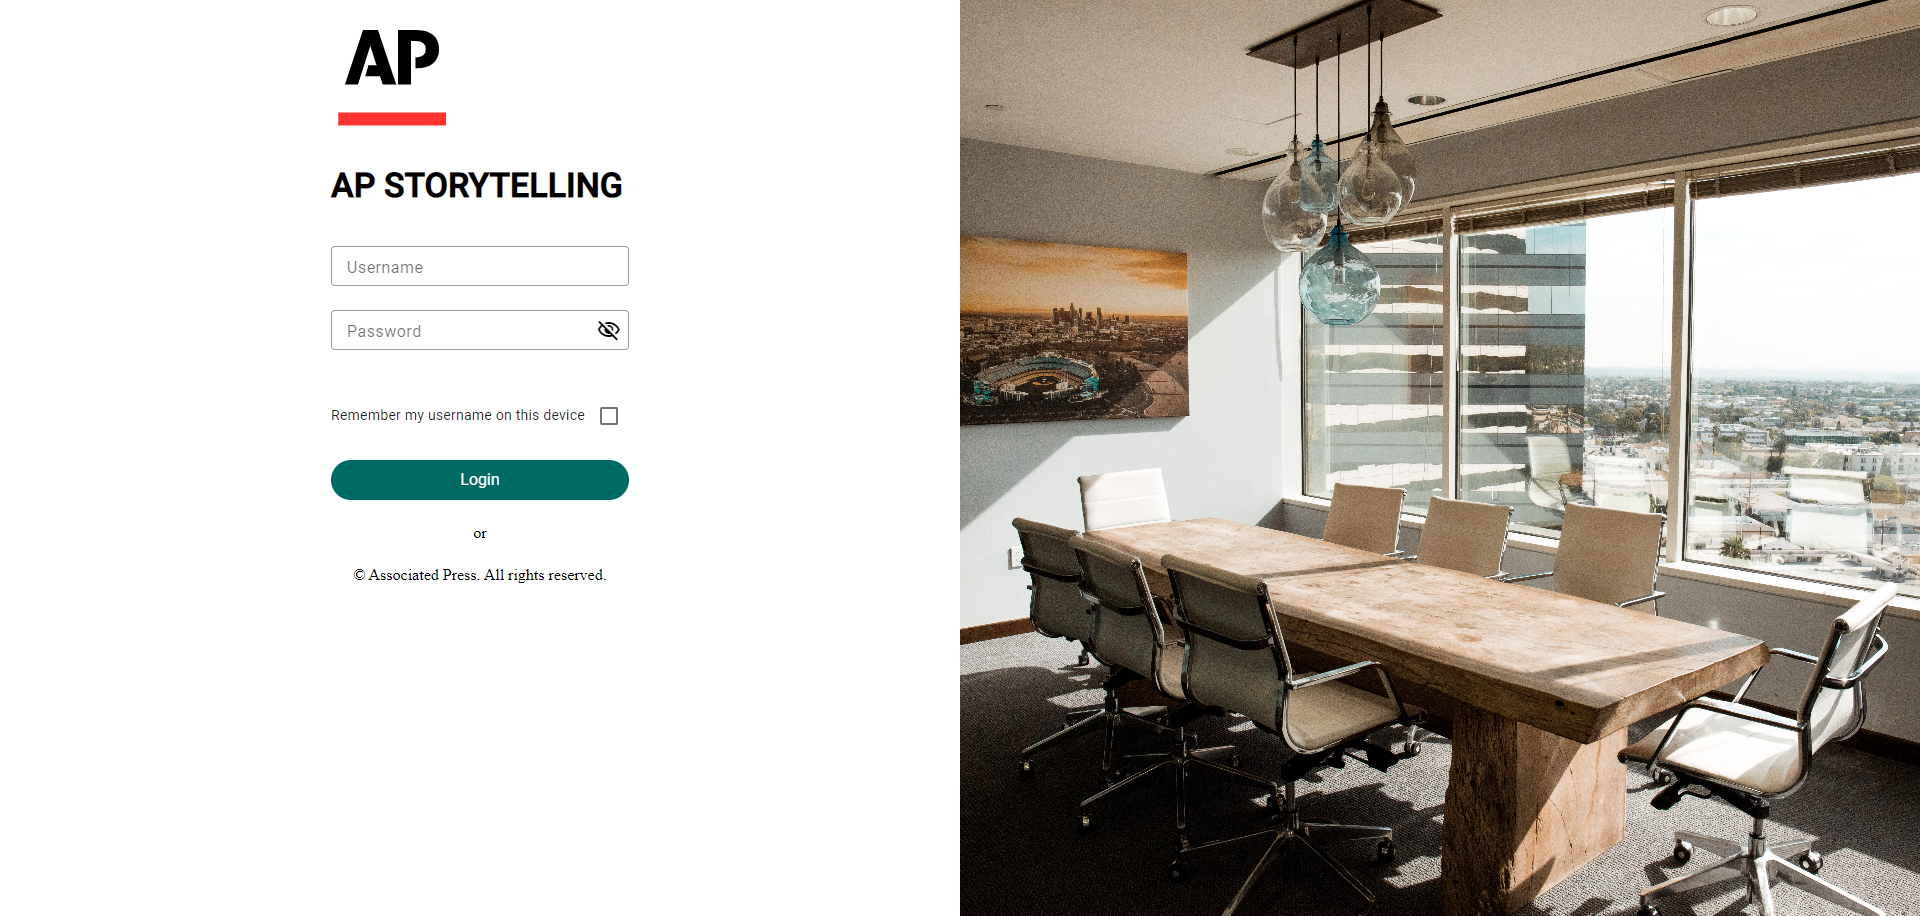 AP
AP STORYTELLING
Username
Password
Remember my username on this device
Login
or
© Associated Press. All rights reserved.